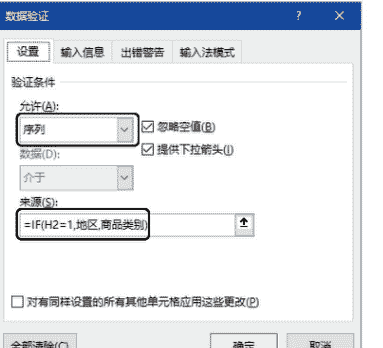 数据验证 ? ×
设置 输入信息 出错警告 输入法模式
验证条件
允许(A):
序列 忽略空值(B)
数据(D): 提供下拉箭头(I)
介于
来源(S):
=IF(H2=1,地区,商品类别)
对有同样设置的所有其他单元格应用这些更改(P)
全部清除(C) 确定 取消